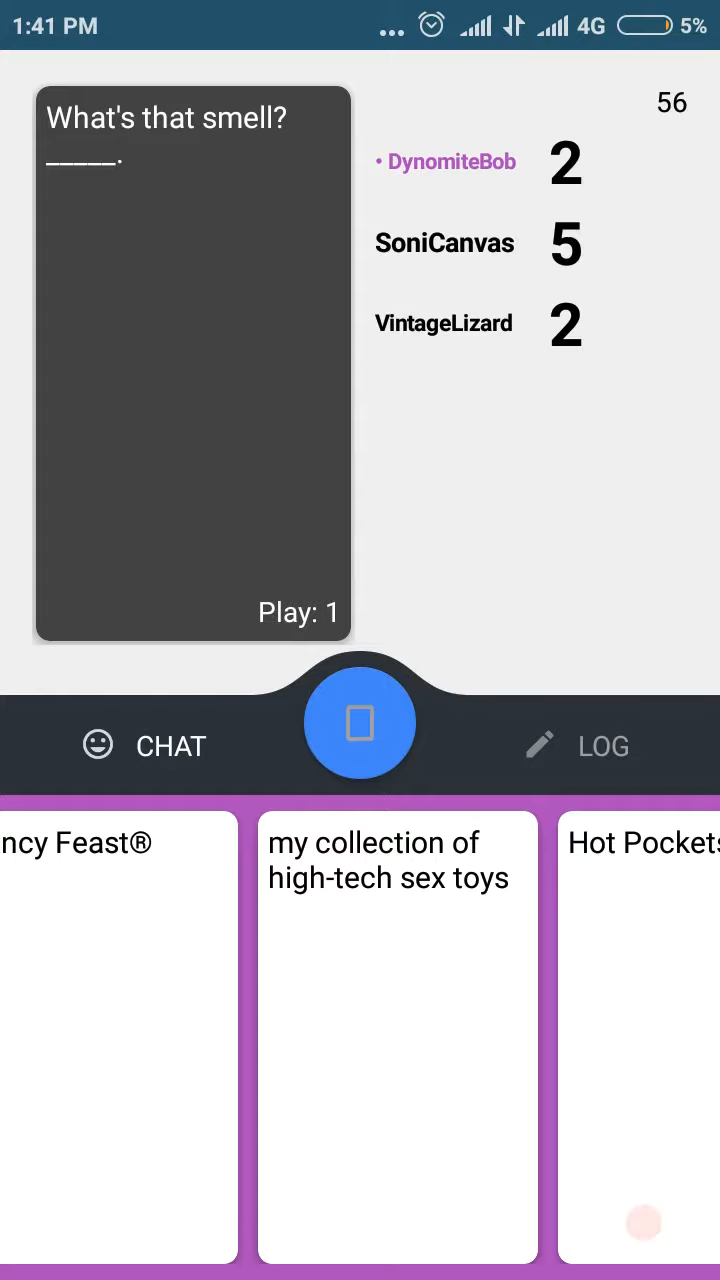 1:41 PM
4G
5%
What's that smell?
_____.
Play: 1
56
• DynomiteBob 2
SoniCanvas 5
VintageLizard 2
CHAT
LOG
ncy Feast®
my collection of
high-tech sex toys
Hot Pockets